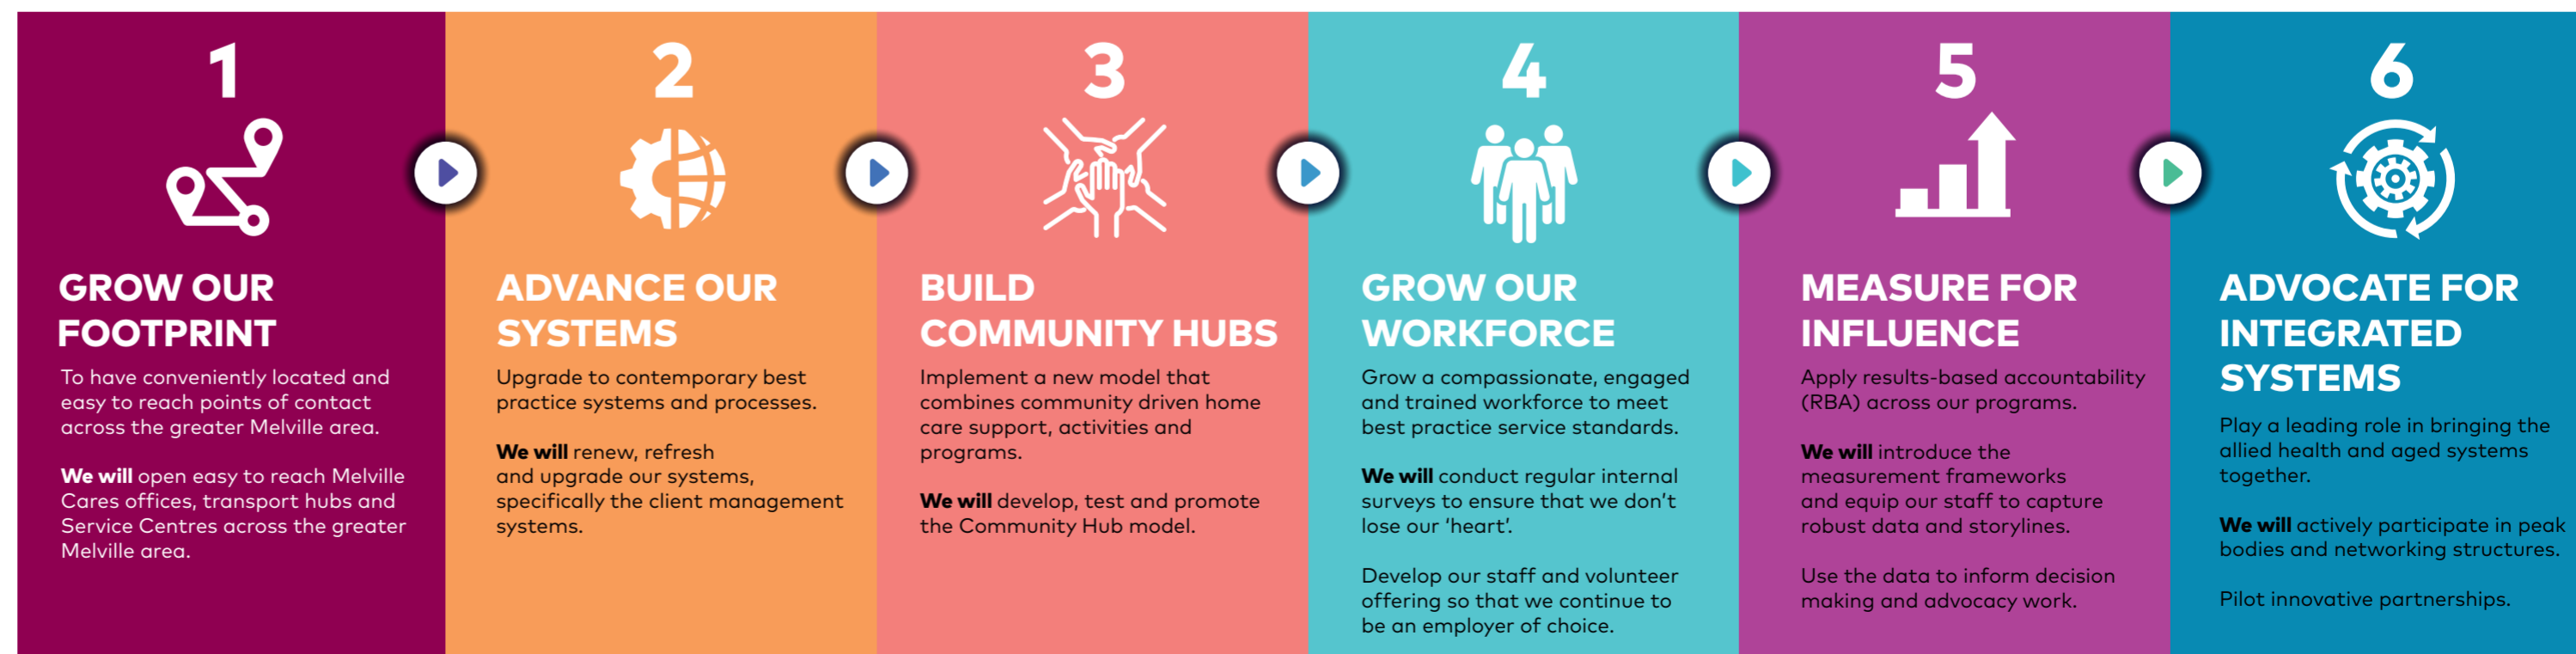 1
GROW OUR
FOOTPRINT
To have conveniently located and
easy to reach points of contact
across the greater Melville area.
We will open easy to reach Melville
Cares offices, transport hubs and
Service Centres across the greater
Melville area.
2
ADVANCE OUR
SYSTEMS
Upgrade to contemporary best
practice systems and processes.
We will renew, refresh
and upgrade our systems,
specifically the client management
systems.
3
BUILD
COMMUNITY HUBS
Implement a new model that
combines community driven home
care support, activities and
programs.
We will develop, test and promote
the Community Hub model.
4
GROW OUR
WORKFORCE
Grow a compassionate, engaged
and trained workforce to meet
best practice service standards.
We will conduct regular internal
surveys to ensure that we don't
lose our 'heart'.
Develop our staff and volunteer
offering so that we continue to
be an employer of choice.
5
MEASURE FOR
INFLUENCE
Apply results-based accountability
(RBA) across our programs.
We will introduce the
measurement frameworks
and equip our staff to capture
robust data and storylines.
Use the data to inform decision
making and advocacy work.
6
ADVOCATE FOR
INTEGRATED
SYSTEMS
Play a leading role in bringing the
allied health and aged systems
together.
We will actively participate in peak
bodies and networking structures.
Pilot innovative partnerships.